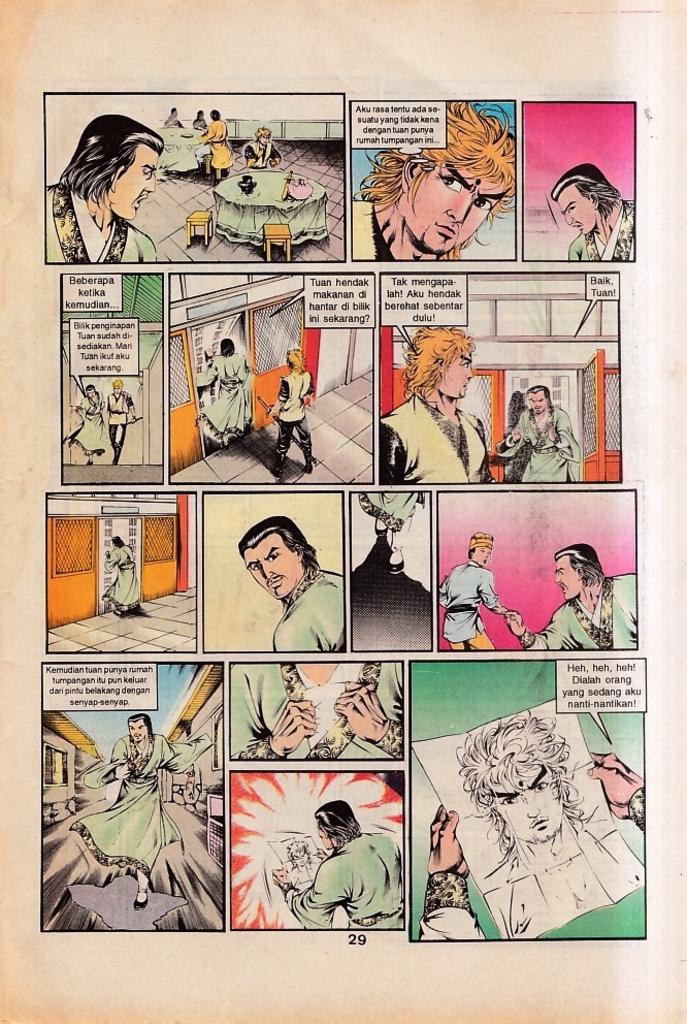 Aku rasa tentu ada se-
suatu yang tidak kena
dengan tuan punya
rumah tumpangan ini...
Beberapa
ketika
kemudian...
Bilik penginapan
Tuan sudah di-
sediakan. Mari
Tuan ikut aku
sekarang.
Tuan hendak
makanan di
hantar di bilik
ini sekarang?
Tak mengapa-
lah! Aku hendak
berehat sebentar
dulu!
Baik,
Tuan!
Kemudian tuan punya rumah
tumpangan itu pun keluar
dari pintu belakang dengan
senyap-senyap.
Heh, heh, heh!
Dialah orang
yang sedang aku
nanti-nantikan!
29